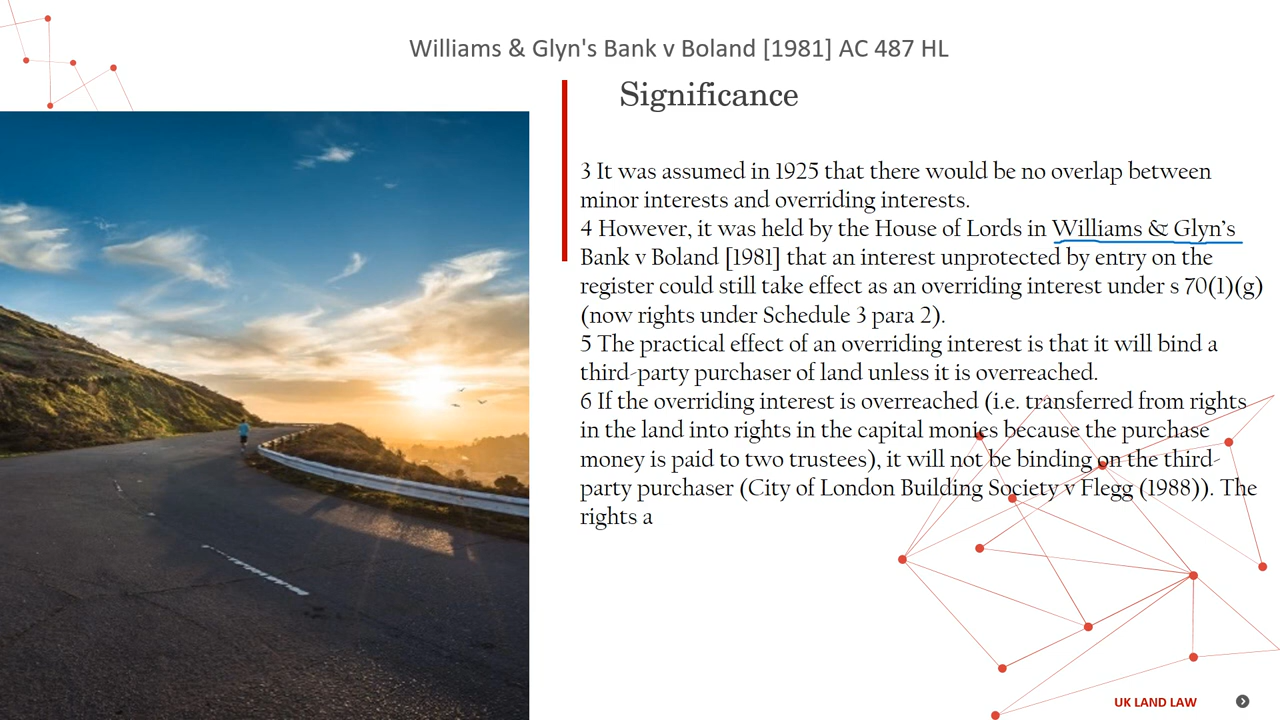 Williams & Glyn's Bank v Boland [1981] AC 487 HL
Significance
3 It was assumed in 1925 that there would be no overlap between
minor interests and overriding interests.
4 However, it was held by the House of Lords in Williams & Glyn’s
Bank v Boland [1981] that an interest unprotected by entry on the
register could still take effect as an overriding interest under s 70(1)(g)
(now rights under Schedule 3 para 2).
5 The practical effect of an overriding interest is that it will bind a
third-party purchaser of land unless it is overreached.
6 If the overriding interest is overreached (i.e. transferred from rights
in the land into rights in the capital monies because the purchase
money is paid to two trustees), it will not be binding on the third-
party purchaser (City of London Building Society v Flegg (1988)). The
rights a
UK LAND LAW